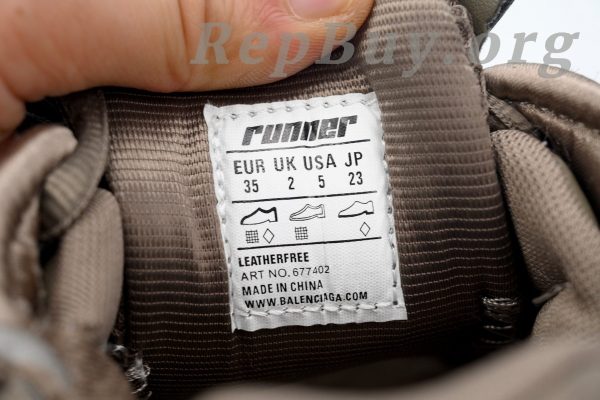 RepBuy.org
runner
EUR UK USA JP
35 2 5 23
LEATHERFREE
ART NO. 677402
MADE IN CHINA
WWW.BALENCIAGA.COM